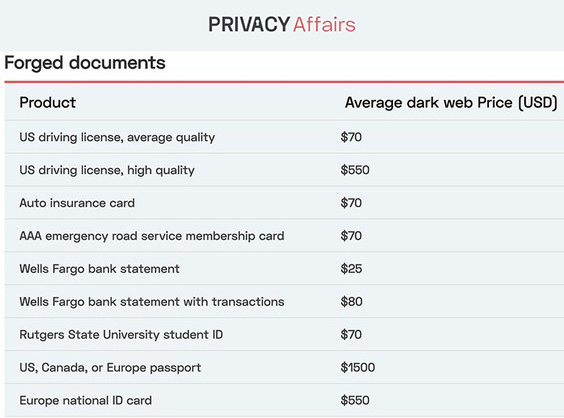 PRIVACY Affairs
Forged documents
Product Average dark web Price (USD)
US driving license, average quality $70
US driving license, high quality $550
Auto insurance card $70
AAA emergency road service membership card $70
Wells Fargo bank statement $25
Wells Fargo bank statement with transactions $80
Rutgers State University student ID $70
US, Canada, or Europe passport $1500
Europe national ID card $550